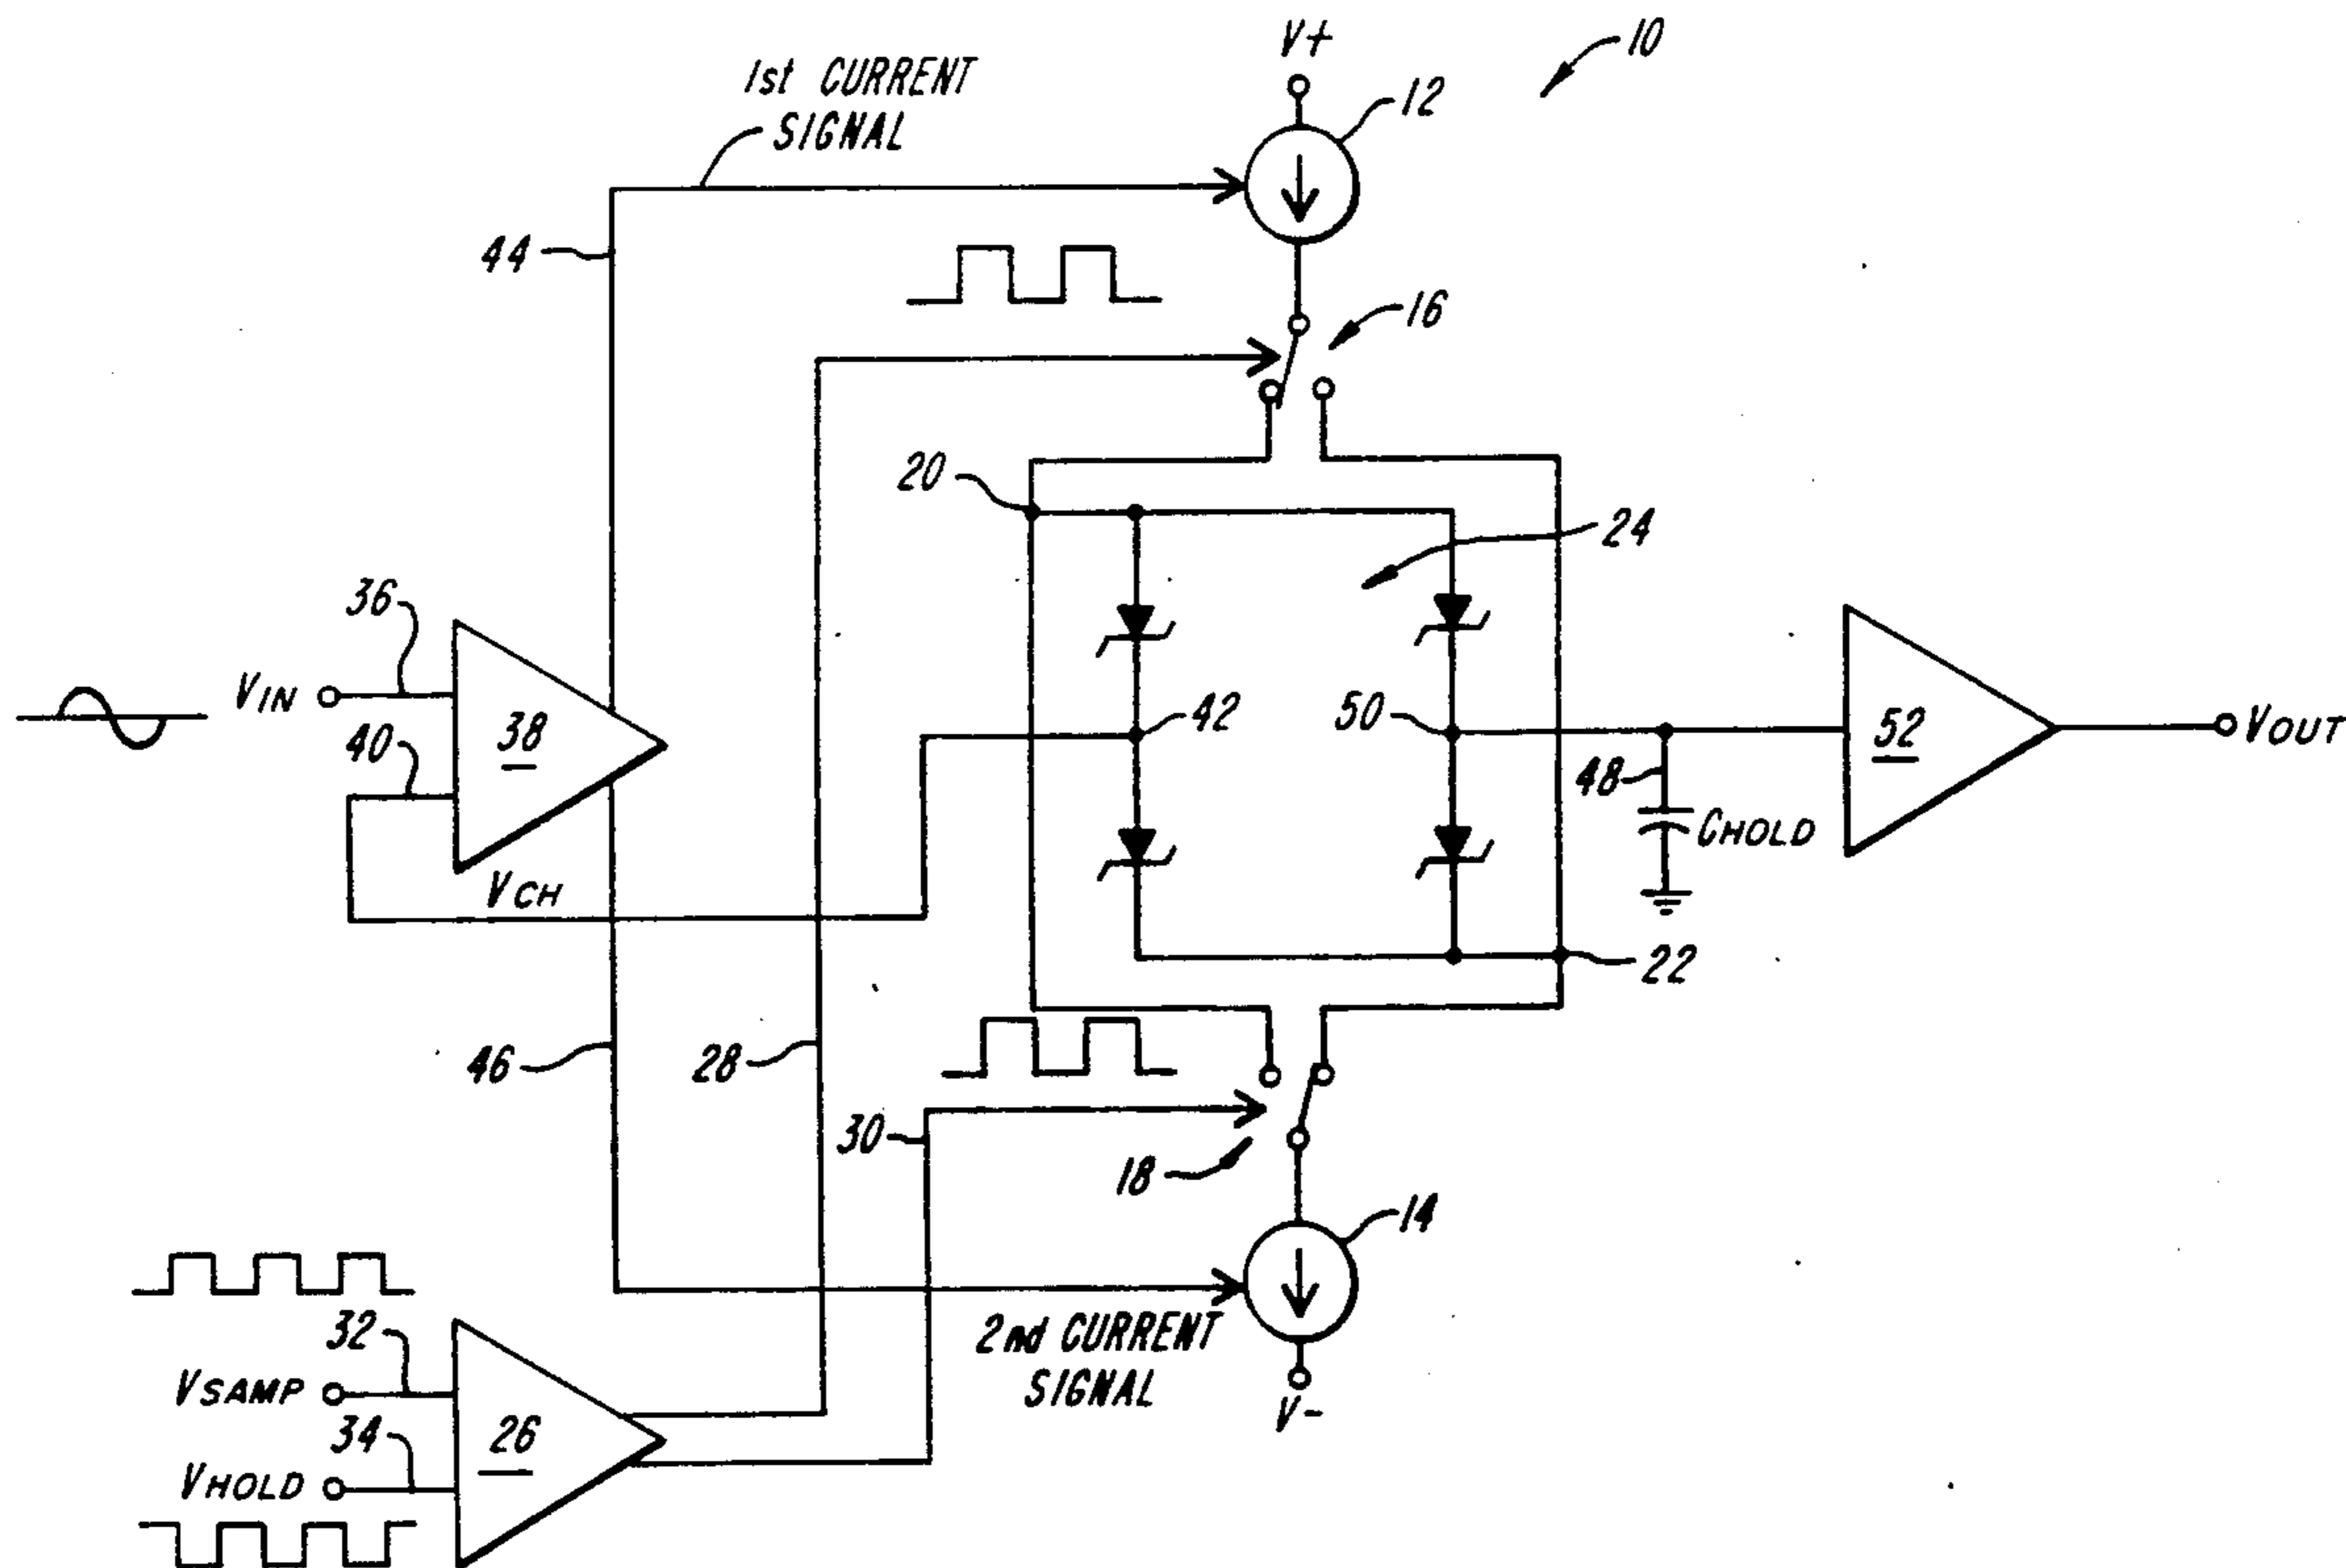 V+
10
1st CURRENT
SIGNAL
12
44
16
20
24
36
VIN
38
40
42
50
52
VOUT
48
CHOLD
VCH
22
46
28
30
18
14
2nd CURRENT
SIGNAL
V-
32
VSAMP
34
26
VHOLD